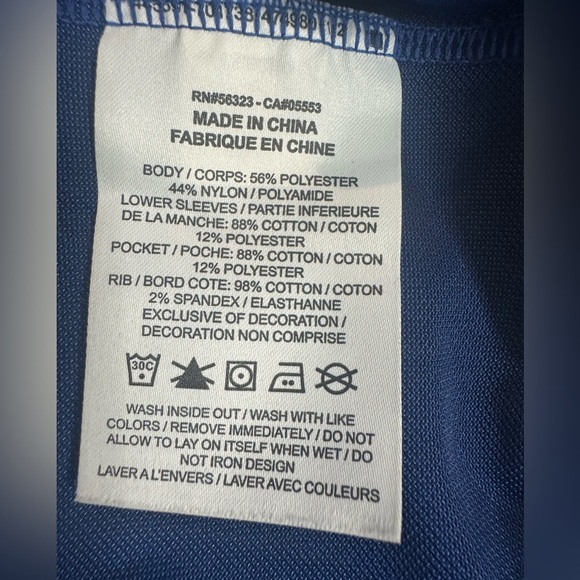 RN#56323 - CA#05553
MADE IN CHINA
FABRIQUE EN CHINE
BODY / CORPS: 56% POLYESTER
44% NYLON / POLYAMIDE
LOWER SLEEVES / PARTIE INFERIEURE
DE LA MANCHE: 88% COTTON / COTON
12% POLYESTER
POCKET / POCHE: 88% COTTON / COTON
12% POLYESTER
RIB / BORD COTE: 98% COTTON / COTON
2% SPANDEX / ELASTHANNE
EXCLUSIVE OF DECORATION /
DECORATION NON COMPRISE
30C
WASH INSIDE OUT / WASH WITH LIKE
COLORS / REMOVE IMMEDIATELY / DO NOT
ALLOW TO LAY ON ITSELF WHEN WET / DO
NOT IRON DESIGN
LAVER A L'ENVERS / LAVER AVEC COULEURS